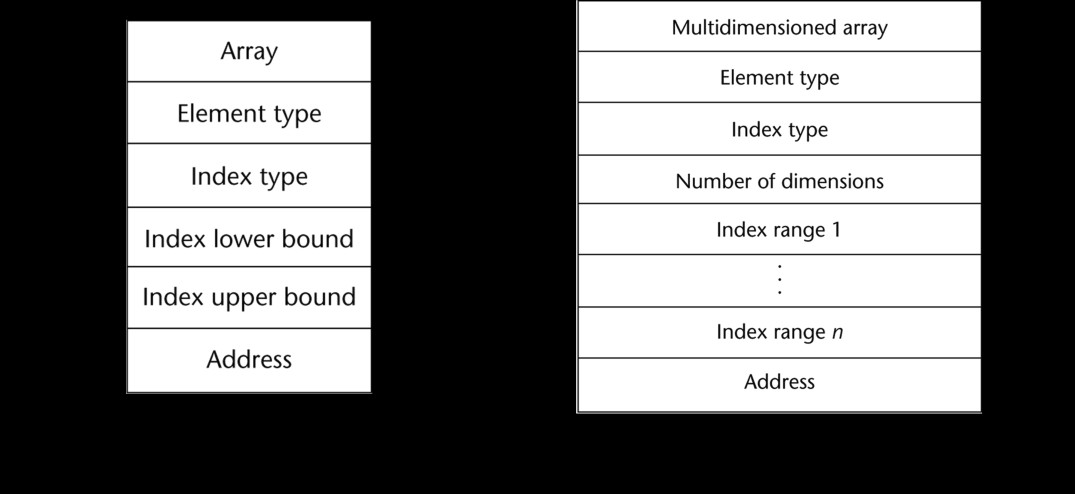 Array
Element type
Index type
Index lower bound
Index upper bound
Address
Multidimensioned array
Element type
Index type
Number of dimensions
Index range 1
⋮
Index range n
Address